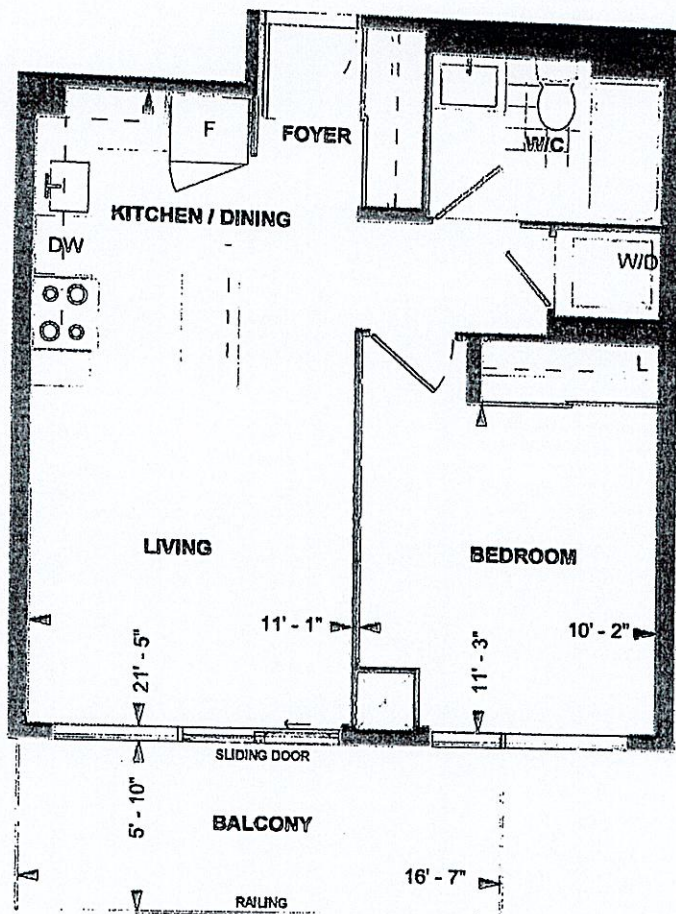 F
FOYER
W/C
KITCHEN / DINING
DW
W/D
L
LIVING
BEDROOM
11' - 1"
10' - 2"
21' - 5"
11' - 3"
SLIDING DOOR
5' - 10"
BALCONY
16' - 7"
RAILING